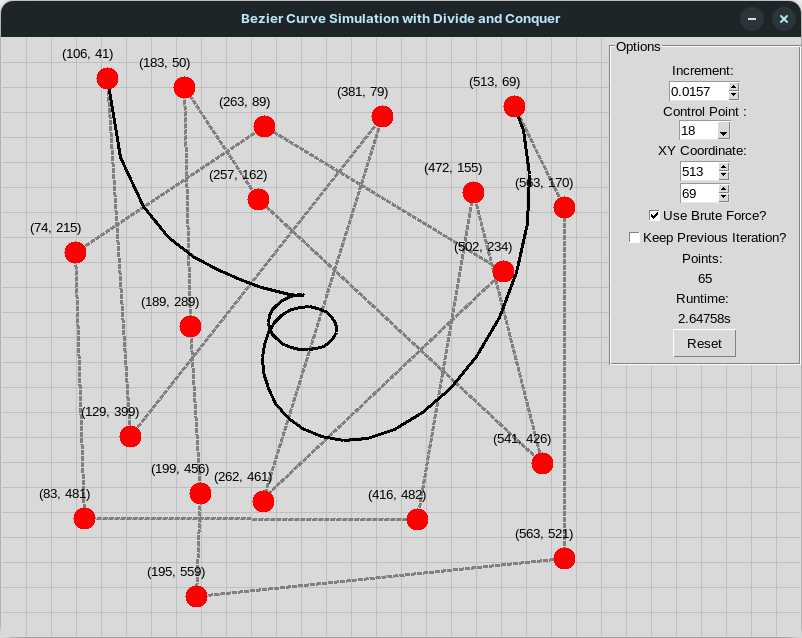 Bezier Curve Simulation with Divide and Conquer
(106, 41)
(183, 50)
(263, 89)
(381, 79)
(513, 69)
(257, 162)
(472, 155)
(563, 170)
(74, 215)
(502, 234)
(189, 289)
(129, 399)
(541, 426)
(199, 456)
(262, 461)
(83, 481)
(416, 482)
(563, 521)
(195, 559)
Options
Increment:
0.0157
Control Point :
18
XY Coordinate:
513
69
Use Brute Force?
Keep Previous Iteration?
Points:
65
Runtime:
2.64758s
Reset